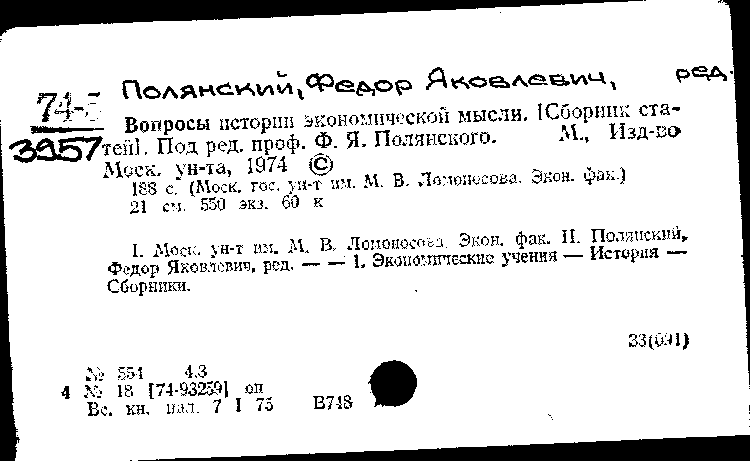 Полянский, Федор Яковлевич, ред.
74-5
3957
Вопросы истории экономической мысли. [Сборник ста-
тей]. Под ред. проф. Ф. Я. Полянского. М., Изд-во
Моск. ун-та, 1974 ©
188 с. (Моск. гос. ун-т им. М. В. Ломоносова. Экон. фак.)
21 см. 550 экз. 60 к
I. Моск. ун-т им. М. В. Ломоносова. Экон. фак. II. Полянский,
Федор Яковлевич, ред. — — 1. Экономические учения — История —
Сборники.
33(091)
№ 554 4.3
4 № 18 [74-93259] оп
Вс. кн. пал. 7 I 75 В748